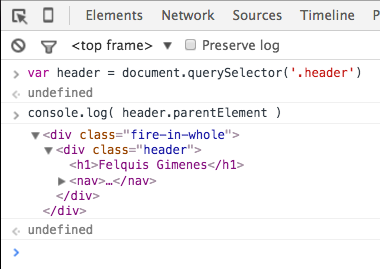 Elements Network Sources
<top frame> Preserve log
var header = document.querySelector('.header')
undefined
console.log( header.parentElement )
<div class="fire-in-whole">
<div class="header">
<h1>Felquis Gimenes</h1>
<nav>…</nav>
</div>
</div>
undefined